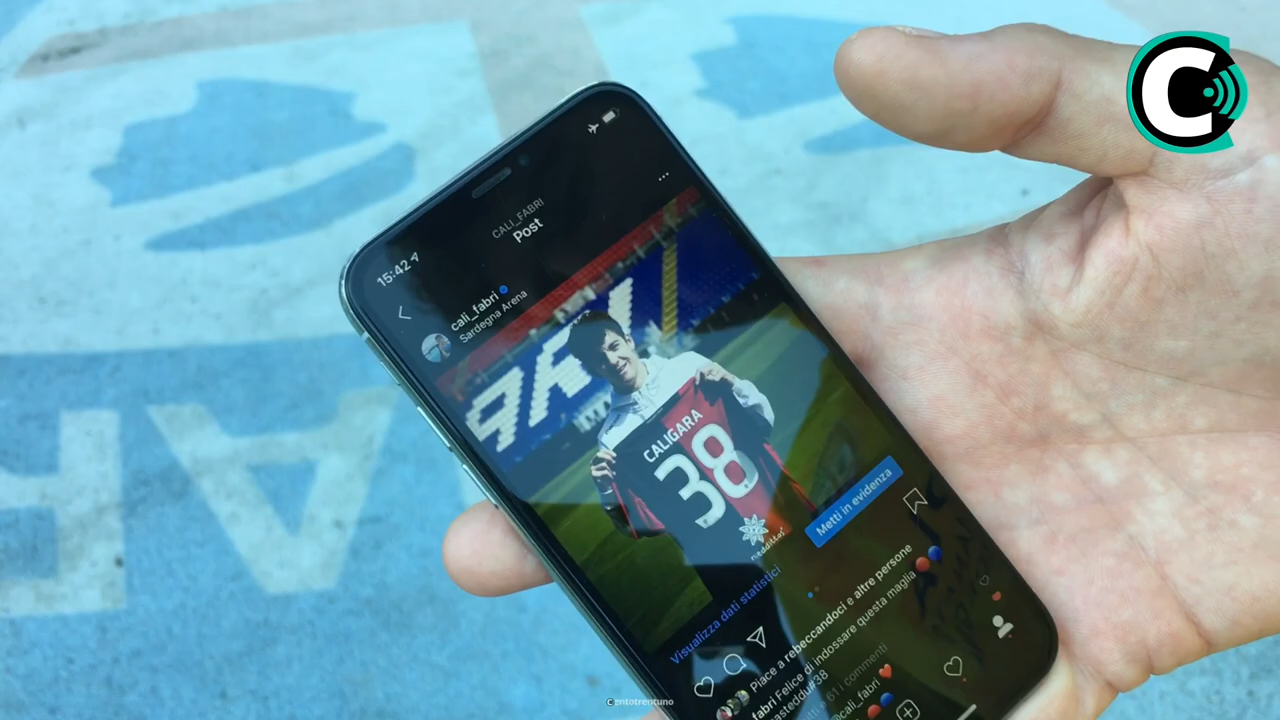 C
15:42
CALI_FABRI
Post
cali_fabri
Sardegna Arena
CALIGARA
38
Metti in evidenza
Visualizza dati statistici
Piace a rebeccandoci e altre persone
fabri Felice di indossare questa maglia
61 commenti
@cali_fabri
Centotrentuno